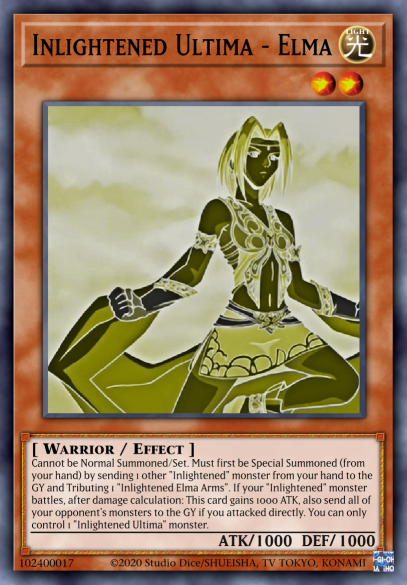 INLIGHTENED ULTIMA - ELMA
LIGHT
光
[ WARRIOR / EFFECT ]
Cannot be Normal Summoned/Set. Must first be Special Summoned (from
your hand) by sending 1 other "Inlightened" monster from your hand to the
GY and Tributing 1 "Inlightened Elma Arms". If your "Inlightened" monster
battles, after damage calculation: This card gains 1000 ATK, also send all of
your opponent's monsters to the GY if you attacked directly. You can only
control 1 "Inlightened Ultima" monster.
ATK/1000 DEF/1000
102400017
©2020 Studio Dice/SHUEISHA, TV TOKYO, KONAMI